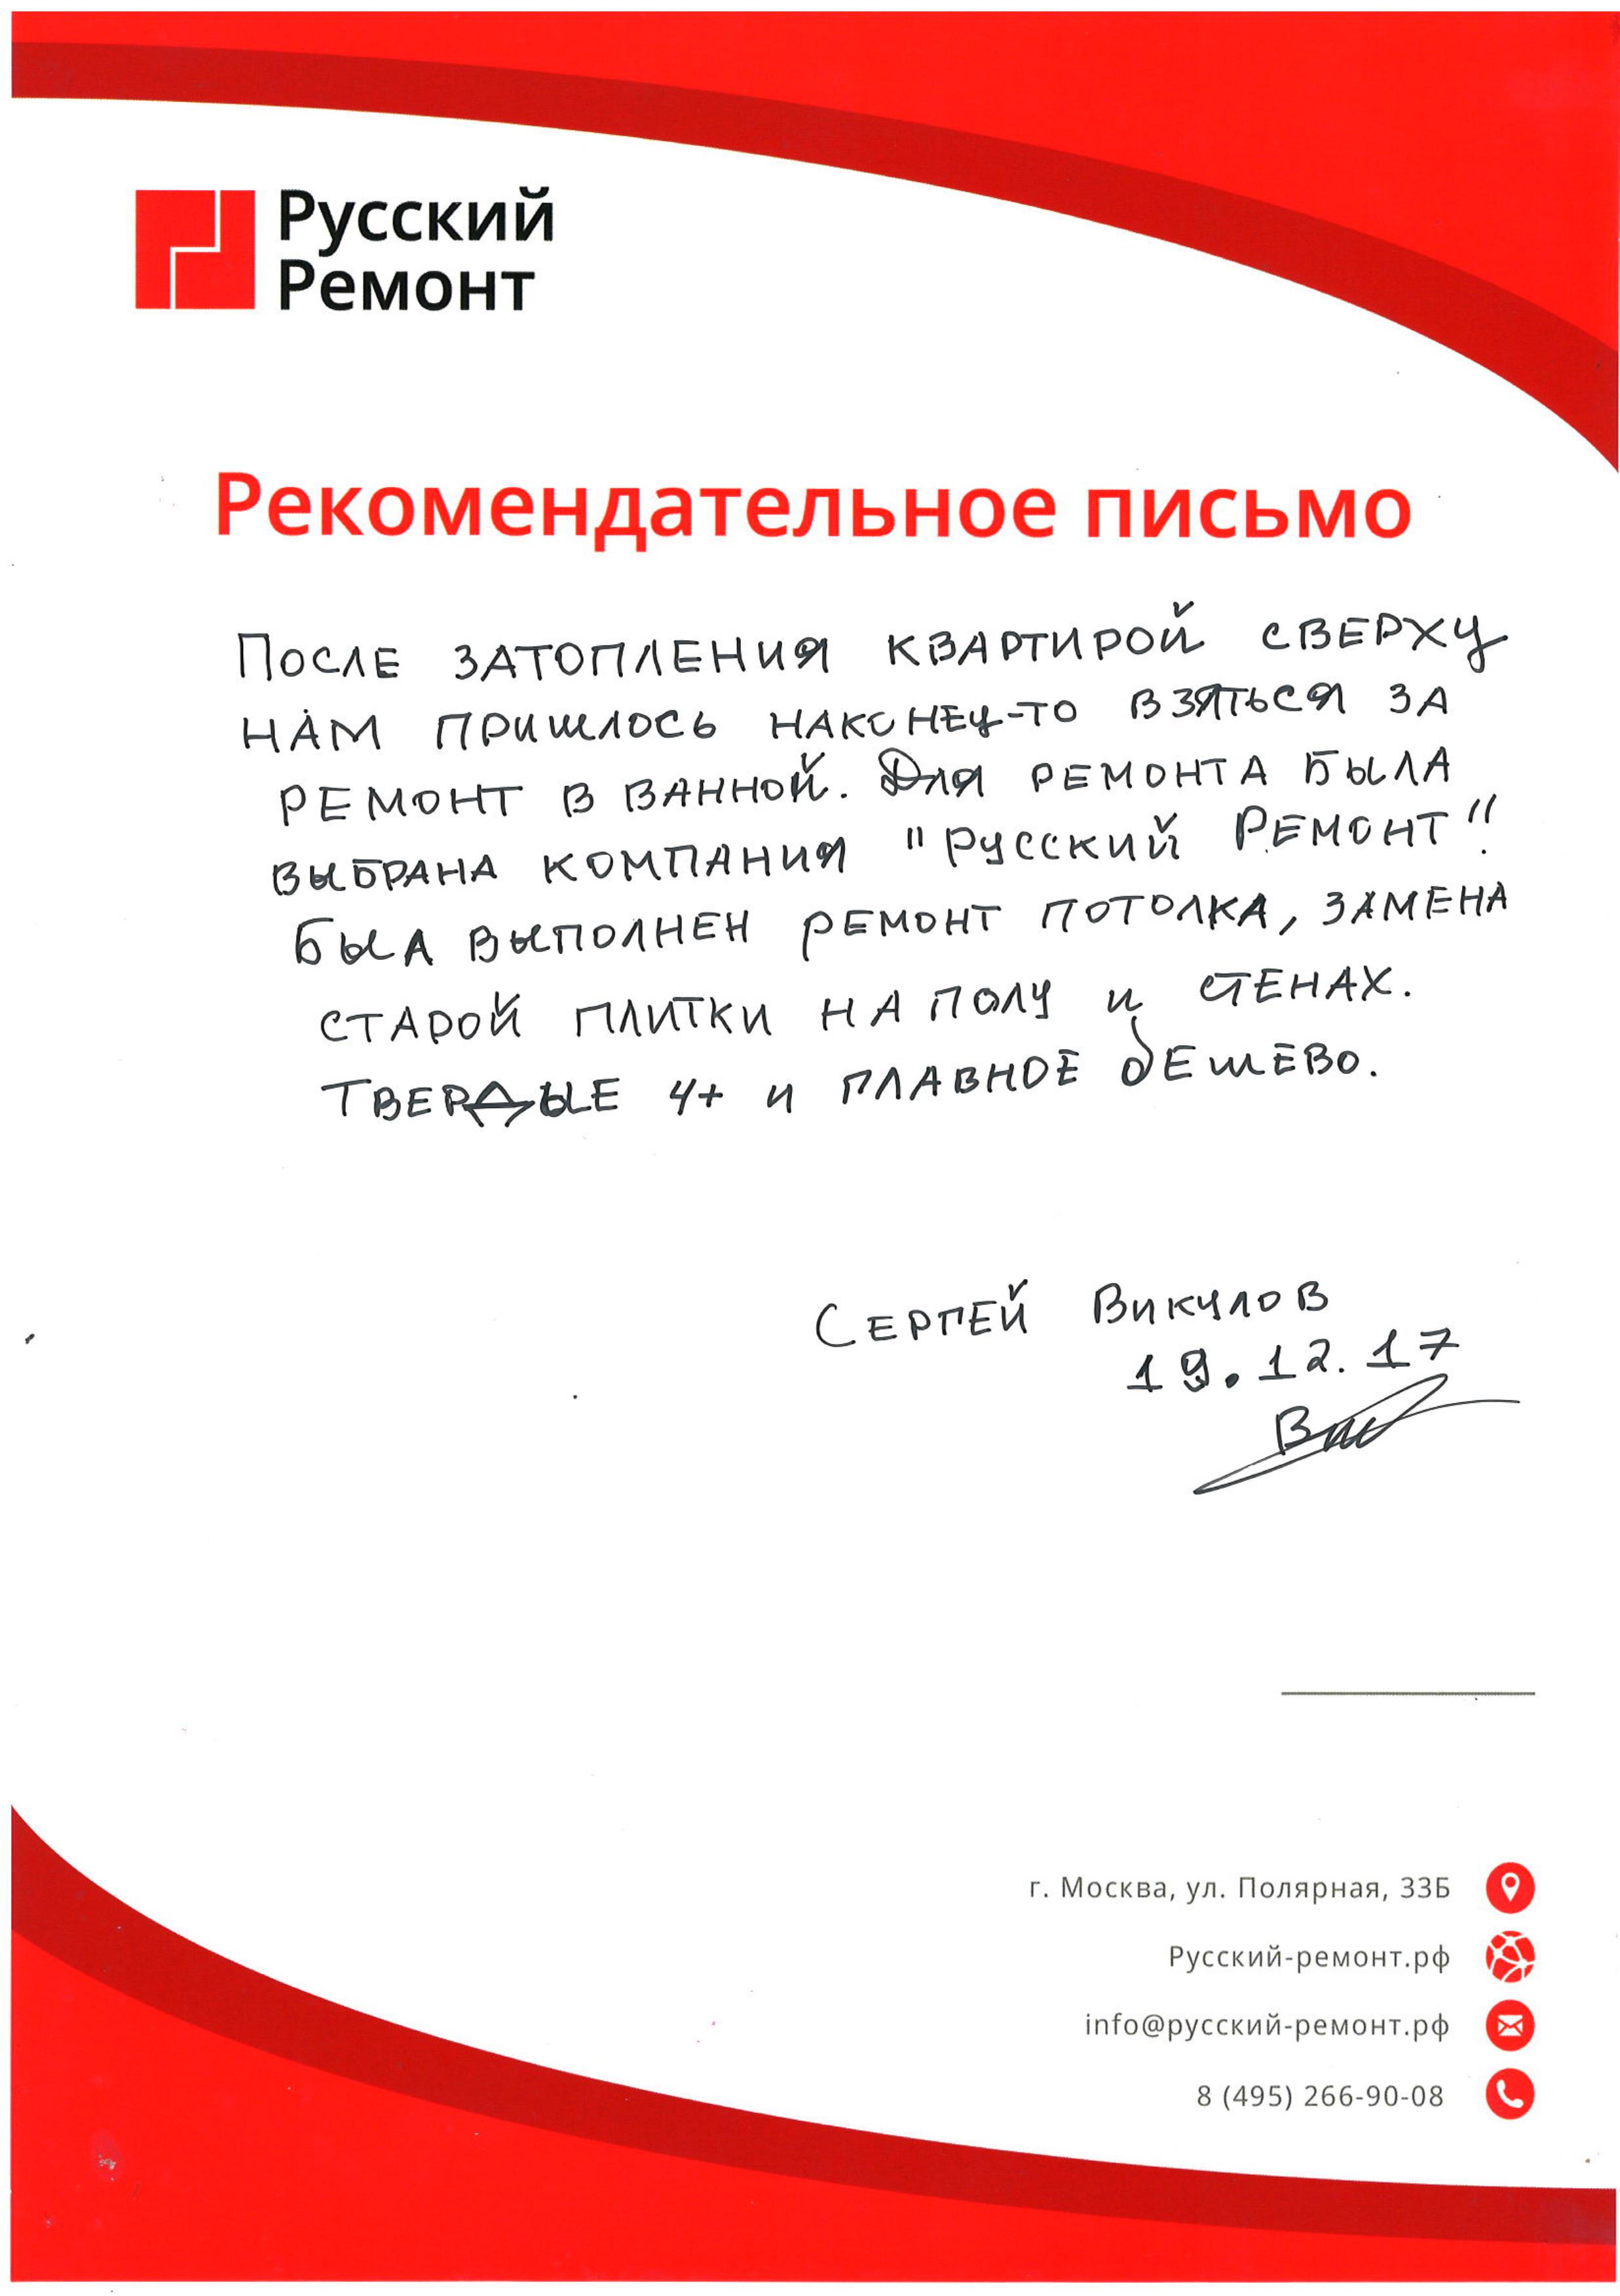 Русский
Ремонт
Рекомендательное письмо
ПОСЛЕ ЗАТОПЛЕНИЯ КВАРТИРОЙ СВЕРХУ
НАМ ПРИШЛОСЬ НАКОНЕЦ-ТО ВЗЯТЬСЯ ЗА
РЕМОНТ В ВАННОЙ. ДЛЯ РЕМОНТА БЫЛА
ВЫБРАНА КОМПАНИЯ "РУССКИЙ РЕМОНТ".
БЫЛ ВЫПОЛНЕН РЕМОНТ ПОТОЛКА, ЗАМЕНА
СТАРОЙ ПЛИТКИ НА ПОЛУ И СТЕНАХ.
ТВЕРДЫЕ 4+ И ГЛАВНОЕ ДЕШЕВО.
СЕРГЕЙ ВИКУЛОВ
19.12.17
г. Москва, ул. Полярная, 33Б
Русский-ремонт.рф
info@русский-ремонт.рф
8 (495) 266-90-08